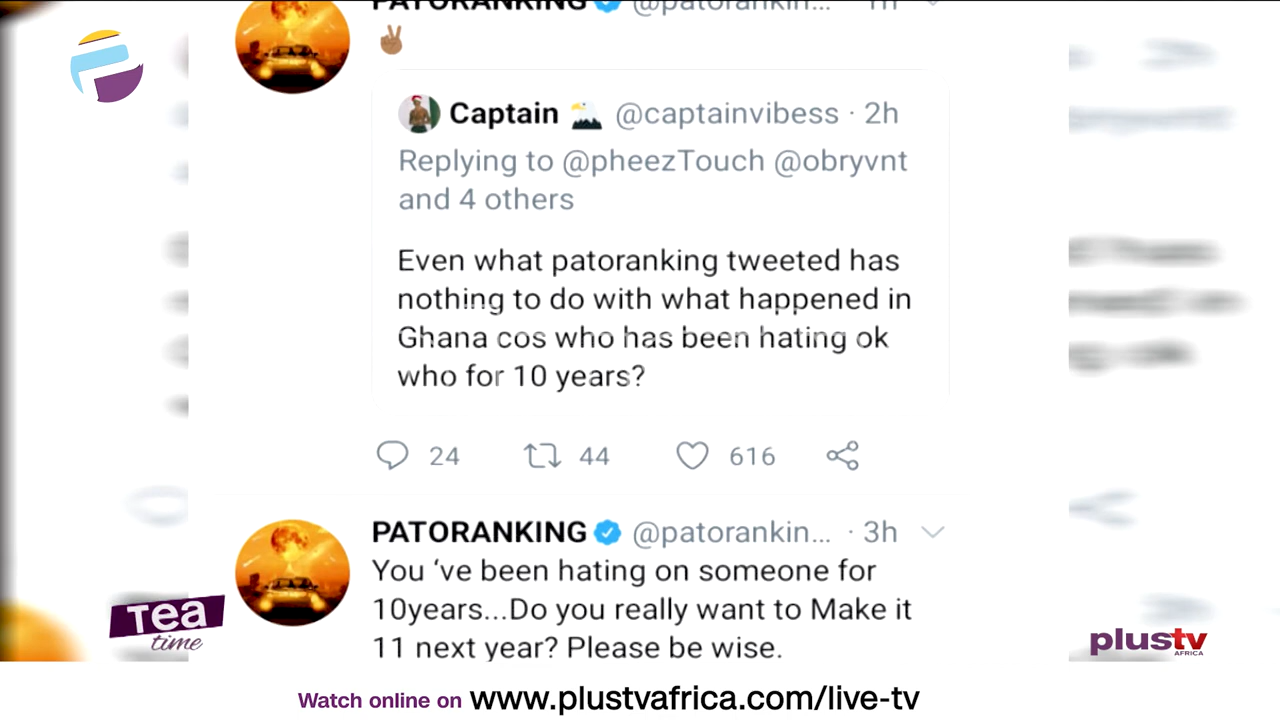 PATORANKING @patorankin... 1h
Captain @captainvibess · 2h
Replying to @pheezTouch @obryvnt
and 4 others
Even what patoranking tweeted has
nothing to do with what happened in
Ghana cos who has been hating ok
who for 10 years?
24 44 616
PATORANKING @patorankin... · 3h
You ‘ve been hating on someone for
10years...Do you really want to Make it
11 next year? Please be wise.
Tea
time
plustv
AFRICA
Watch online on www.plustvafrica.com/live-tv